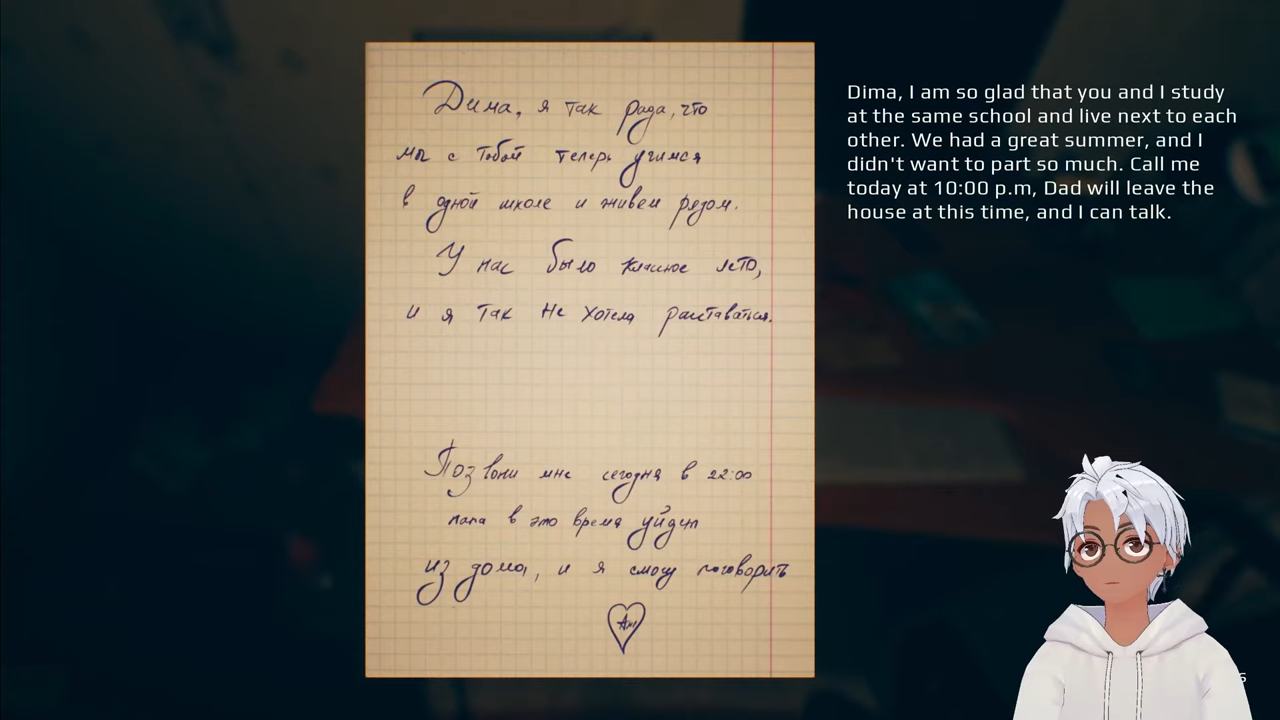 Дима, я так рада, что
мы с тобой теперь учимся
в одной школе и живем рядом.
У нас было классное лето,
и я так не хотела расставаться.
Позвони мне сегодня в 22:00
папа в это время уйдет
из дома, и я смогу поговорить
Dima, I am so glad that you and I study
at the same school and live next to each
other. We had a great summer, and I
didn't want to part so much. Call me
today at 10:00 p.m, Dad will leave the
house at this time, and I can talk.